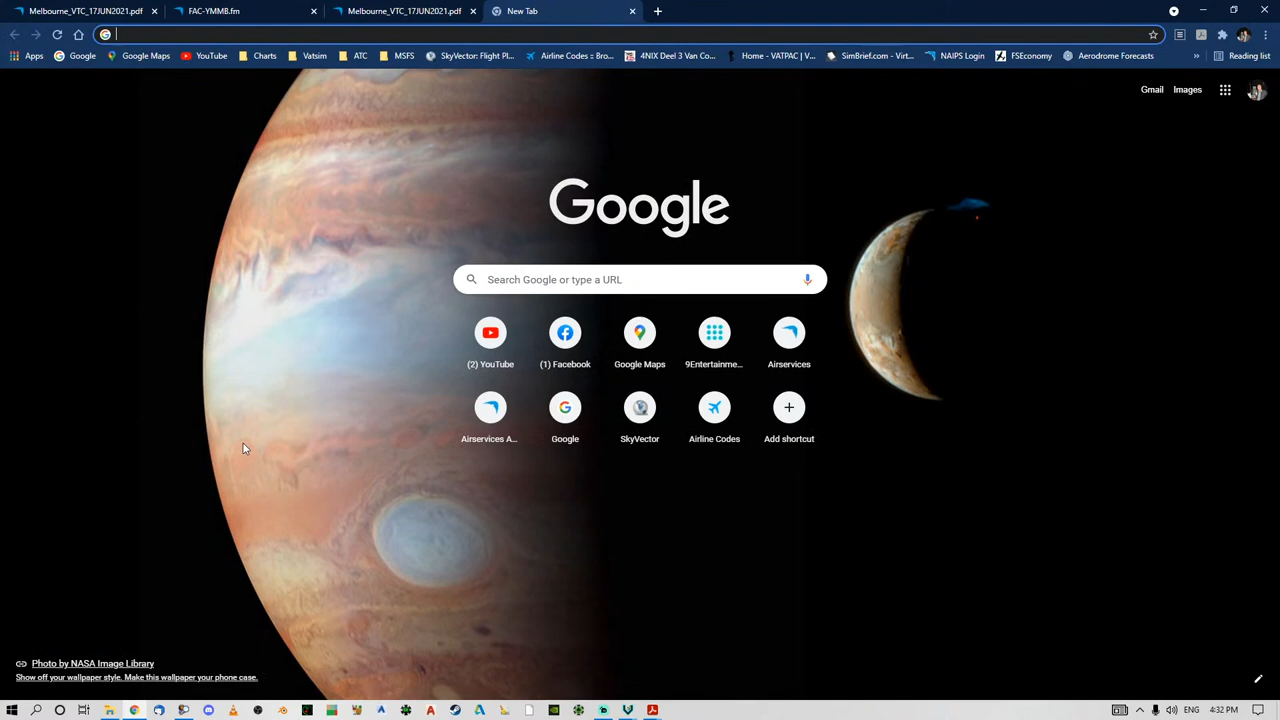 Melbourne_VTC_17JUN2021.pdf
FAC-YMMB.fm
Melbourne_VTC_17JUN2021.pdf
New Tab
Apps
Google
Google Maps
YouTube
Charts
Vatsim
ATC
MSFS
SkyVector: Flight Pl...
Airline Codes :: Bro...
4NIX Deel 3 Van Co...
Home - VATPAC | V...
SimBrief.com - Virt...
NAIPS Login
FSEconomy
Aerodrome Forecasts
»
Reading list
Gmail
Images
Google
Search Google or type a URL
(2) YouTube
(1) Facebook
Google Maps
9Entertainme...
Airservices
Airservices A...
Google
SkyVector
Airline Codes
Add shortcut
Photo by NASA Image Library
Show off your wallpaper style. Make this wallpaper your phone case.
ENG
4:32 PM